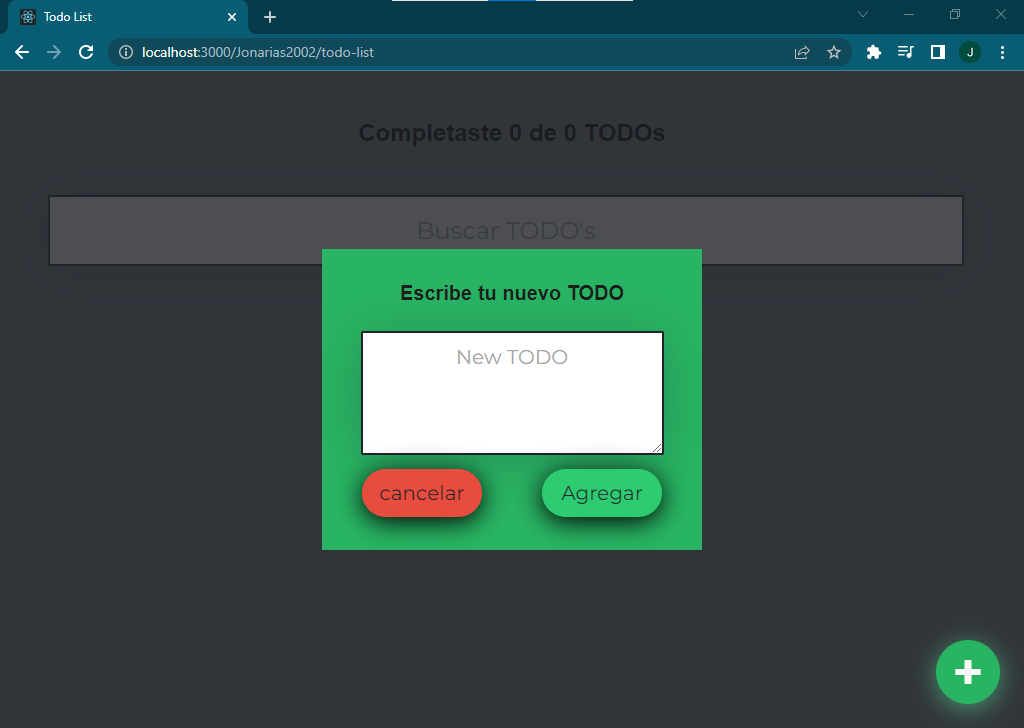 Todo List
localhost:3000/Jonarias2002/todo-list
J
Completaste 0 de 0 TODOs
Buscar TODO's
Escribe tu nuevo TODO
New TODO
cancelar
Agregar